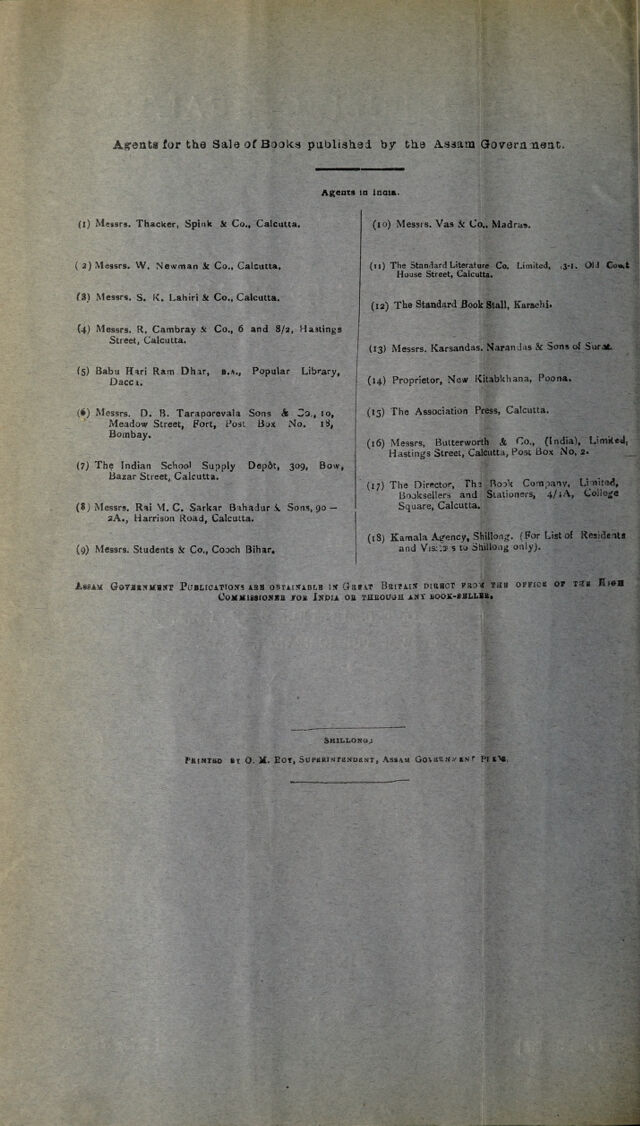 Agents for the Sale of Books published by the Assam Government.
Agents in India.
(1) Messrs. Thacker, Spink & Co., Calcutta.
(2) Messrs. W. Newman & Co., Calcutta.
(3) Messrs. S. K. Lahiri & Co., Calcutta.
(4) Messrs. R. Cambray & Co., 6 and 8/2, Hastings
Street, Calcutta.
(5) Babu Hari Ram Dhar, B.A., Popular Library,
Dacca.
(6) Messrs. D. B. Taraporevala Sons & Co., 10,
Meadow Street, Fort, Post Box No. 18,
Bombay.
(7) The Indian School Supply Depôt, 309, Bow,
Bazar Street, Calcutta.
(8) Messrs. Rai M. C. Sarkar Bahadur & Sons, 90—
2A., Harrison Road, Calcutta.
(9) Messrs. Students & Co., Cooch Bihar.
(10) Messrs. Vas & Co., Madras.
(11) The Standard Literature Co. Limited, Old Court
House Street, Calcutta.
(12) The Standard Book Stall, Karachi.
(13) Messrs. Karsandas. Narandas & Sons of Surat.
(14) Proprietor, New Kitabkhana, Poona.
(15) The Association Press, Calcutta.
(16) Messrs, Butterworth & Co., (India), Limited,
Hastings Street, Calcutta, Post Box No, 2.
(17) The Director, The Book Company, Limited,
Booksellers and Stationers, 4/4A, College
Square, Calcutta.
(18) Kamala Agency, Shillong. (For List of Residents
and Visitors to Shillong only).
Assam Government Publications are obtainable in Great Britain direct from the office of the High
Commissioner for India or through any book-seller.
Shillong:
Printed by O. M. Roy, Superintendent, Assam Government Press.